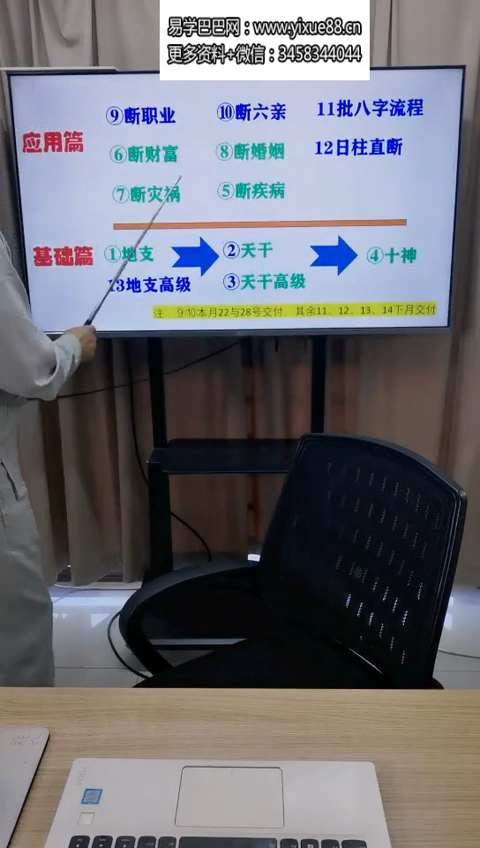 易学巴巴网：www.yixue88.cn
更多资料+微信：3458344044
应用篇
⑨断职业 ⑩断六亲 11批八字流程
⑥断财富 ⑧断婚姻 12日柱直断
⑦断灾祸 ⑤断疾病
基础篇
①地支 ②天干 ④十神
13地支高级 ③天干高级
注： 9\10本月22与28号交付、其余11、12、13、14下月交付